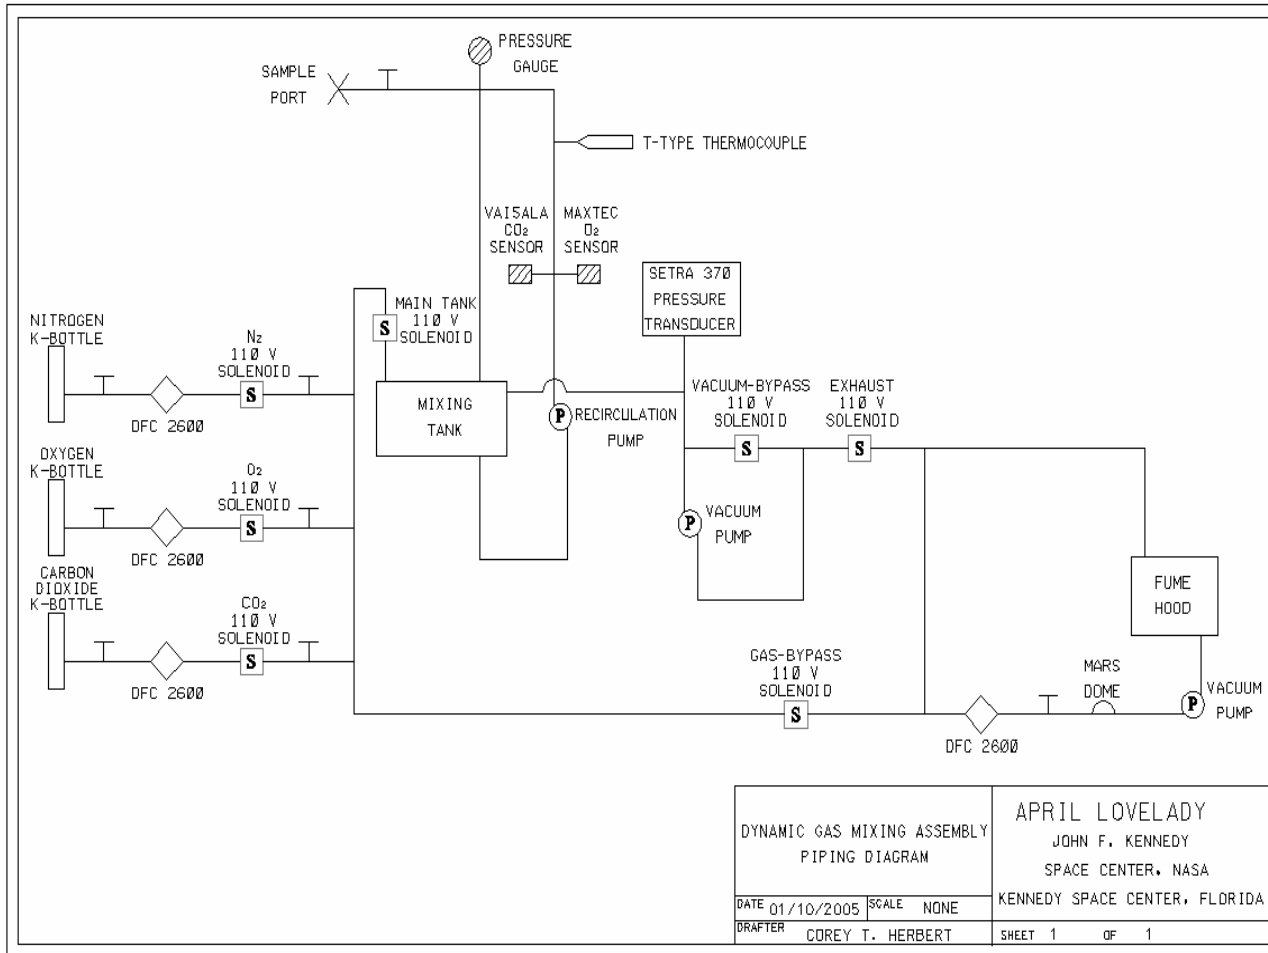 PRESSURE
GAUGE
SAMPLE
PORT
T-TYPE THERMOCOUPLE
VAISALA
CO₂
SENSOR
MAXTEC
O₂
SENSOR
SETRA 370
PRESSURE
TRANSDUCER
MAIN TANK
110 V
SOLENOID
S
NITROGEN
K-BOTTLE
N₂
110 V
SOLENOID
S
DFC 2600
MIXING
TANK
P
RECIRCULATION
PUMP
VACUUM-BYPASS
110 V
SOLENOID
S
EXHAUST
110 V
SOLENOID
S
OXYGEN
K-BOTTLE
O₂
110 V
SOLENOID
S
DFC 2600
P
VACUUM
PUMP
CARBON
DIOXIDE
K-BOTTLE
CO₂
110 V
SOLENOID
S
DFC 2600
FUME
HOOD
GAS-BYPASS
110 V
SOLENOID
S
MARS
DOME
P
VACUUM
PUMP
DFC 2600
DYNAMIC GAS MIXING ASSEMBLY
PIPING DIAGRAM
DATE 01/10/2005 SCALE NONE
DRAFTER COREY T. HERBERT
APRIL LOVELADY
JOHN F. KENNEDY
SPACE CENTER, NASA
KENNEDY SPACE CENTER, FLORIDA
SHEET 1 OF 1